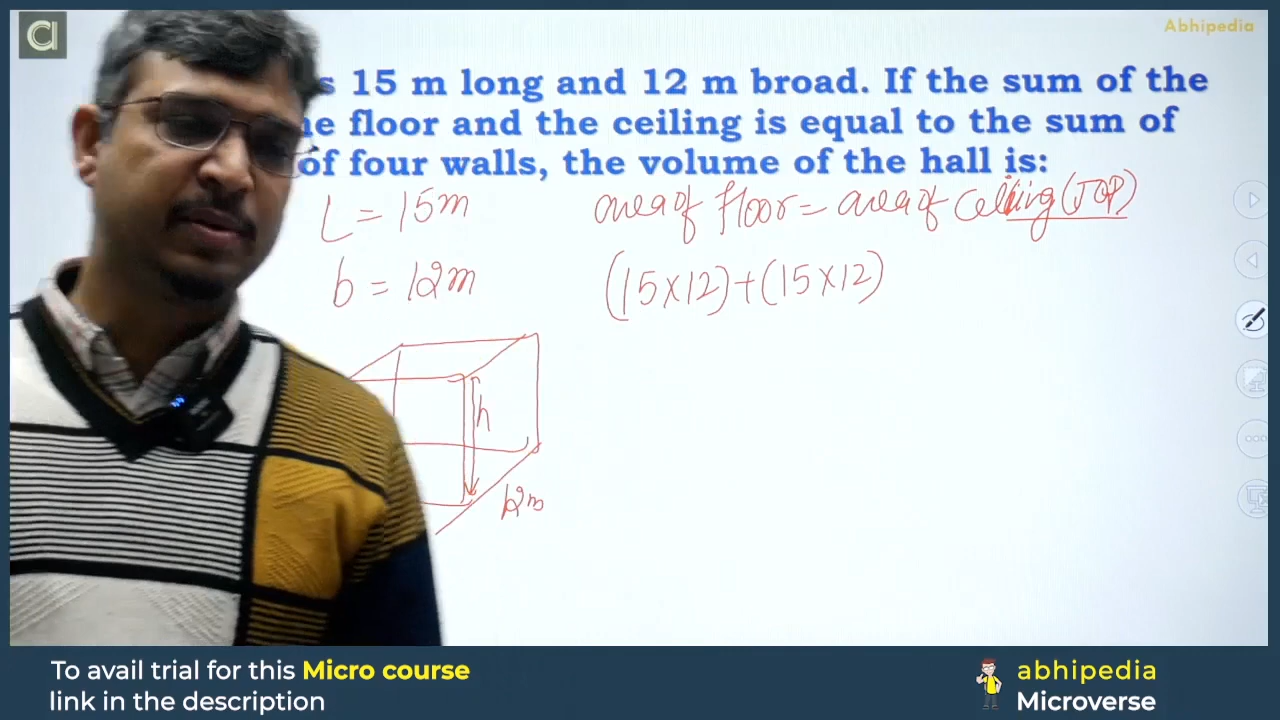 Abhipedia
s 15 m long and 12 m broad. If the sum of the
e floor and the ceiling is equal to the sum of
of four walls, the volume of the hall is:
L = 15m
area of floor = area of ceiling (TOP)
b = 12m
(15×12)+(15×12)
h
12m
To avail trial for this Micro course
link in the description
abhipedia
Microverse